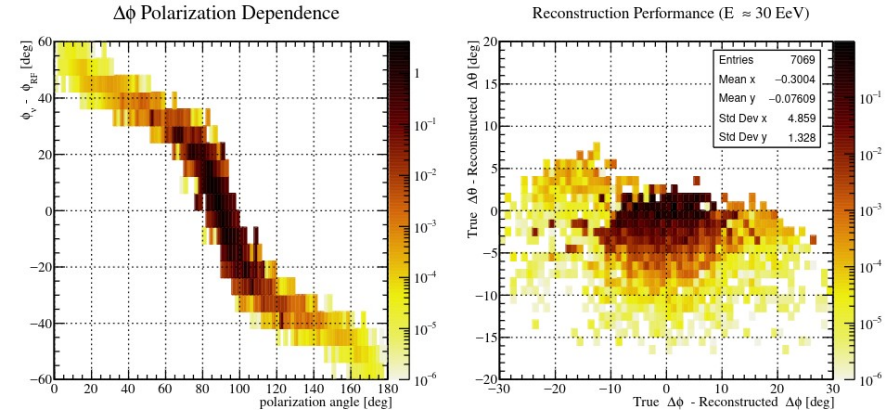 Δϕ Polarization Dependence
ϕν - ϕRF [deg]
60
40
20
0
−20
−40
−60
0 20 40 60 80 100 120 140 160 180
polarization angle [deg]
1
10−1
10−2
10−3
10−4
10−5
10−6
Reconstruction Performance (E ≈ 30 EeV)
True Δθ - Reconstructed Δθ [deg]
20
15
10
5
0
−5
−10
−15
−20
−30 −20 −10 0 10 20 30
True Δϕ - Reconstructed Δϕ [deg]
Entries 7069
Mean x −0.3004
Mean y −0.07609
Std Dev x 4.859
Std Dev y 1.328
10−1
10−2
10−3
10−4
10−5
10−6